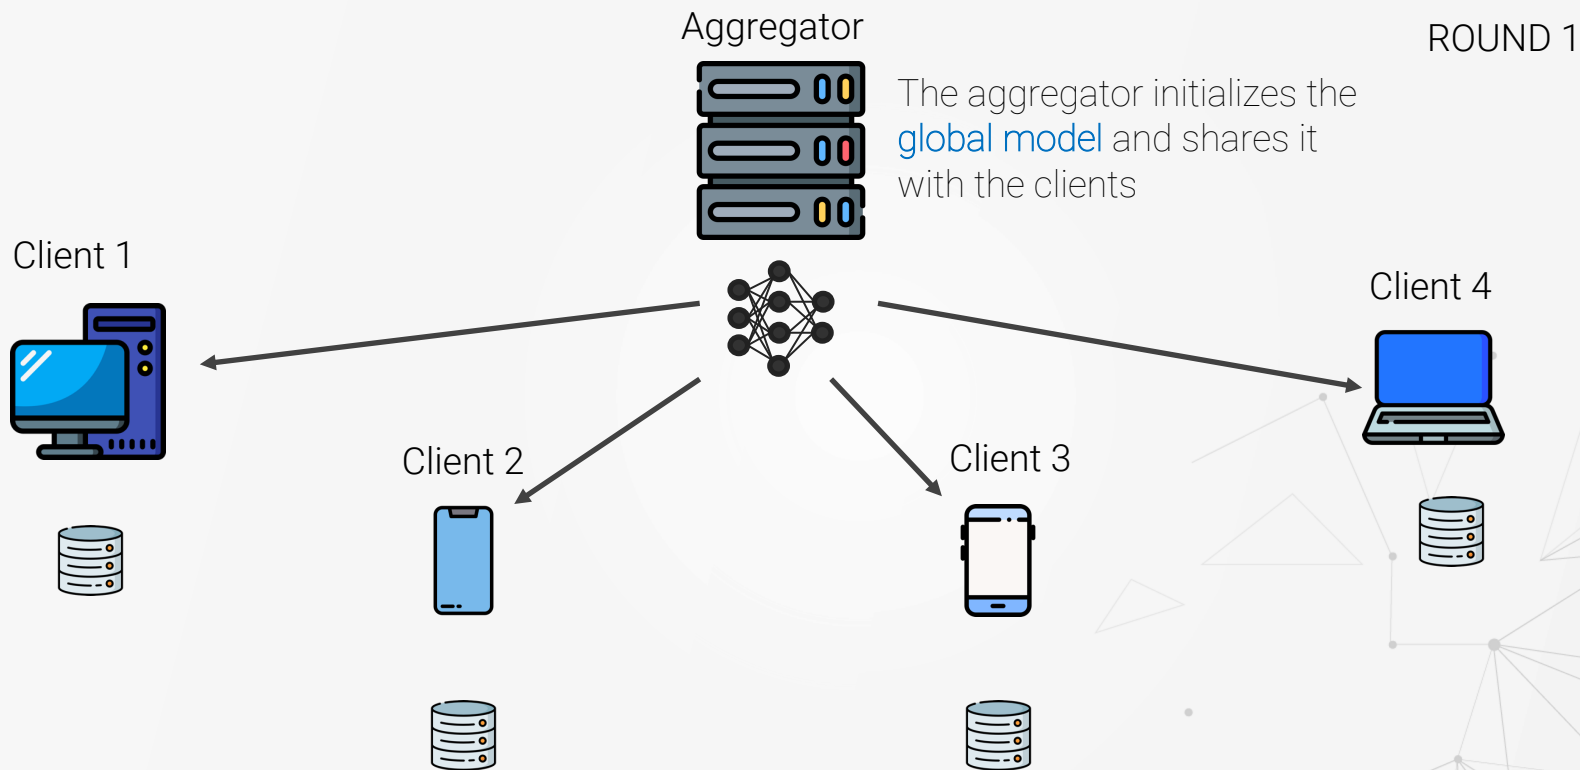 Aggregator
ROUND 1
The aggregator initializes the
global model and shares it
with the clients
Client 1
Client 4
Client 2
Client 3